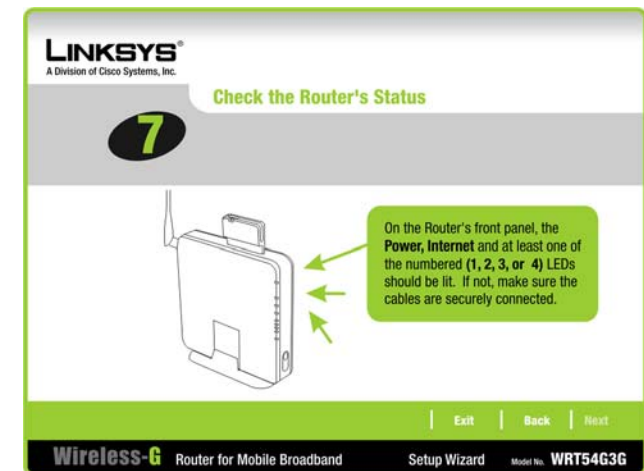 LINKSYS®
A Division of Cisco Systems, Inc.
Check the Router's Status
7
On the Router's front panel, the
Power, Internet and at least one of
the numbered (1, 2, 3, or 4) LEDs
should be lit. If not, make sure the
cables are securely connected.
Exit
Back
Next
Wireless-G Router for Mobile Broadband Setup Wizard Model No. WRT54G3G